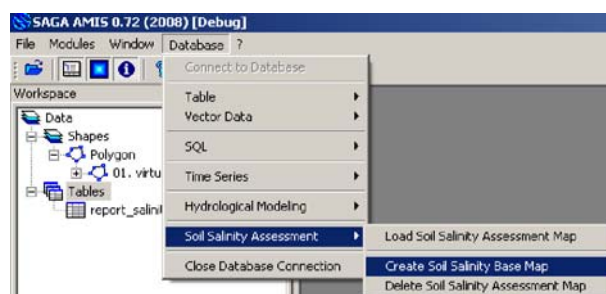 SAGA AMIS 0.72 (2008) [Debug]
File Modules Window Database ?
Workspace
Data
Shapes
Polygon
01. virtu
Tables
report_salini
Connect to Database
Table
Vector Data
SQL
Time Series
Hydrological Modeling
Soil Salinity Assessment
Close Database Connection
Load Soil Salinity Assessment Map
Create Soil Salinity Base Map
Delete Soil Salinity Assessment Map